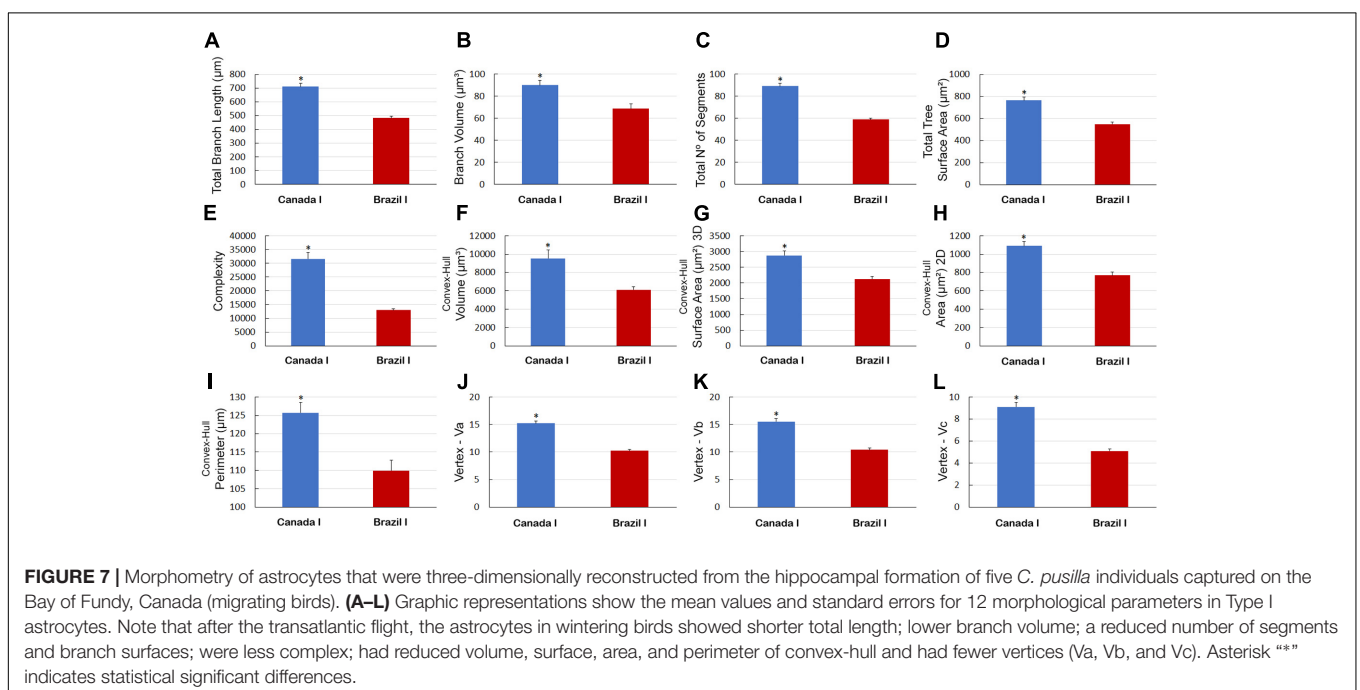 A
Total Branch Length (µm)
800
700
600
500
400
300
200
100
0
*
Canada I Brazil I
B
Branch Volume (µm³)
100
80
60
40
20
0
*
Canada I Brazil I
C
Total Nº of Segments
100
80
60
40
20
0
*
Canada I Brazil I
D
Total Tree
Surface Area (µm²)
1000
800
600
400
200
0
*
Canada I Brazil I
E
Complexity
40000
35000
30000
25000
20000
15000
10000
5000
0
*
Canada I Brazil I
F
Convex-Hull
Volume (µm³)
12000
10000
8000
6000
4000
2000
0
*
Canada I Brazil I
G
Convex-Hull
Surface Area (µm²) 3D
3500
3000
2500
2000
1500
1000
500
0
*
Canada I Brazil I
H
Convex-Hull
Area (µm²) 2D
1200
1000
800
600
400
200
0
*
Canada I Brazil I
I
Convex-Hull
Perimeter (µm)
130
125
120
115
110
105
100
*
Canada I Brazil I
J
Vertex - Va
20
15
10
5
0
*
Canada I Brazil I
K
Vertex - Vb
20
15
10
5
0
*
Canada I Brazil I
L
Vertex - Vc
10
8
6
4
2
0
*
Canada I Brazil I
FIGURE 7 | Morphometry of astrocytes that were three-dimensionally reconstructed from the hippocampal formation of five C. pusilla individuals captured on the
Bay of Fundy, Canada (migrating birds). (A–L) Graphic representations show the mean values and standard errors for 12 morphological parameters in Type I
astrocytes. Note that after the transatlantic flight, the astrocytes in wintering birds showed shorter total length; lower branch volume; a reduced number of segments
and branch surfaces; were less complex; had reduced volume, surface, area, and perimeter of convex-hull and had fewer vertices (Va, Vb, and Vc). Asterisk “*”
indicates statistical significant differences.